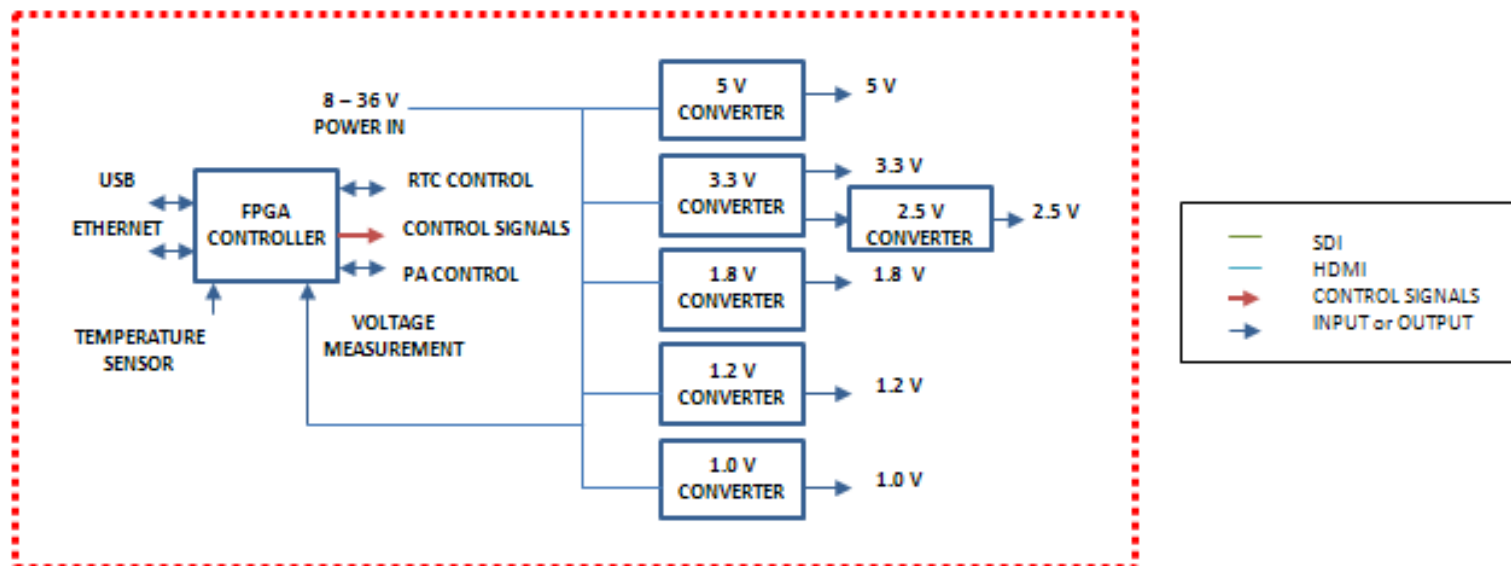 8 – 36 V
POWER IN
5 V
CONVERTER
5 V
USB
ETHERNET
FPGA
CONTROLLER
RTC CONTROL
CONTROL SIGNALS
PA CONTROL
TEMPERATURE
SENSOR
VOLTAGE
MEASUREMENT
3.3 V
CONVERTER
3.3 V
2.5 V
CONVERTER
2.5 V
1.8 V
CONVERTER
1.8 V
1.2 V
CONVERTER
1.2 V
1.0 V
CONVERTER
1.0 V
SDI
HDMI
CONTROL SIGNALS
INPUT or OUTPUT